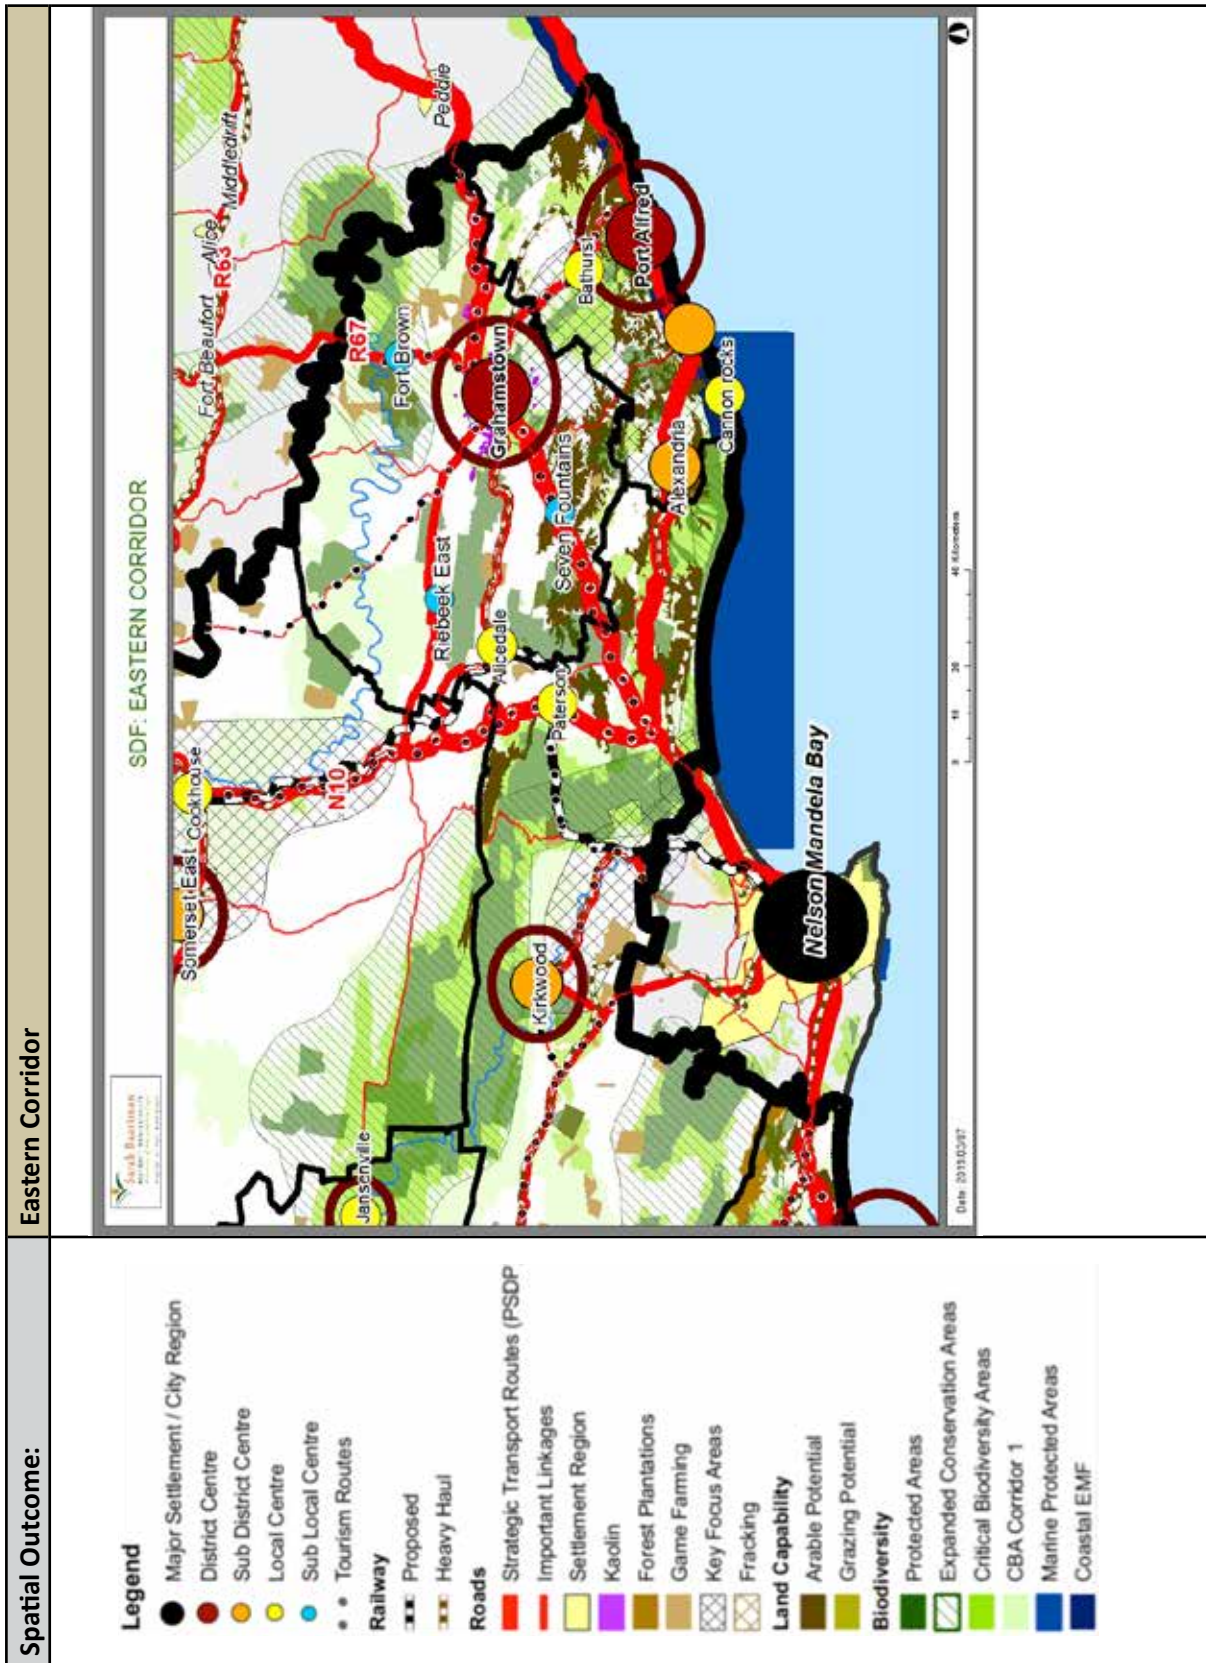 Spatial Outcome:
Eastern Corridor
Legend
Major Settlement / City Region
District Centre
Sub District Centre
Local Centre
Sub Local Centre
Tourism Routes
Railway
Proposed
Heavy Haul
Roads
Strategic Transport Routes (PSDP
Important Linkages
Settlement Region
Kaolin
Forest Plantations
Game Farming
Key Focus Areas
Fracking
Land Capability
Arable Potential
Grazing Potential
Biodiversity
Protected Areas
Expanded Conservation Areas
Critical Biodiversity Areas
CBA Corridor 1
Marine Protected Areas
Coastal EMF
Sarah Baartman
SDF: EASTERN CORRIDOR
Somerset East
Cookhouse
Fort Beaufort
Alice
Middledrift
R63
Jansenville
N10
R67
Fort Brown
Peddie
Riebeek East
Kirkwood
Alicedale
Grahamstown
Paterson
Seven Fountains
Bathurst
Port Alfred
Alexandria
Cannon rocks
Nelson Mandela Bay
40 Kilometers